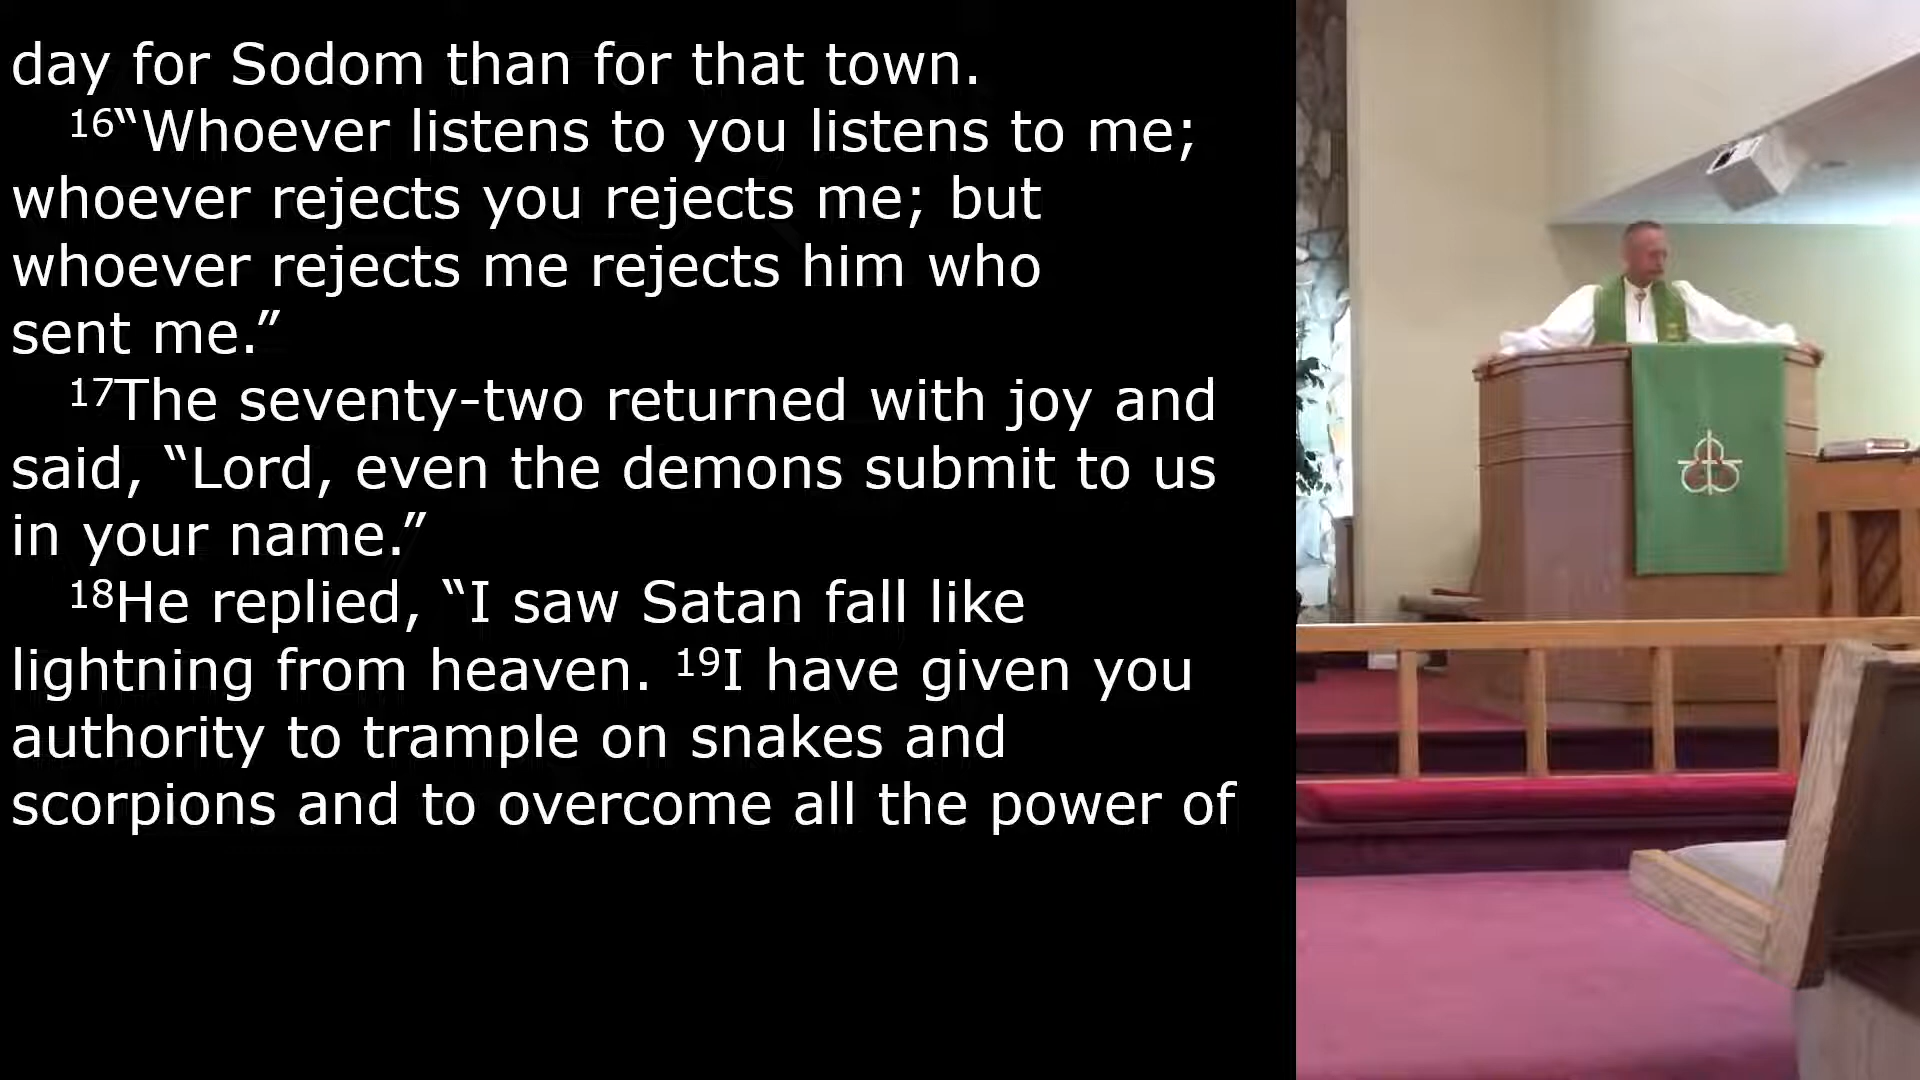 day for Sodom than for that town.
16“Whoever listens to you listens to me;
whoever rejects you rejects me; but
whoever rejects me rejects him who
sent me.”
17The seventy-two returned with joy and
said, “Lord, even the demons submit to us
in your name.”
18He replied, “I saw Satan fall like
lightning from heaven. 19I have given you
authority to trample on snakes and
scorpions and to overcome all the power of